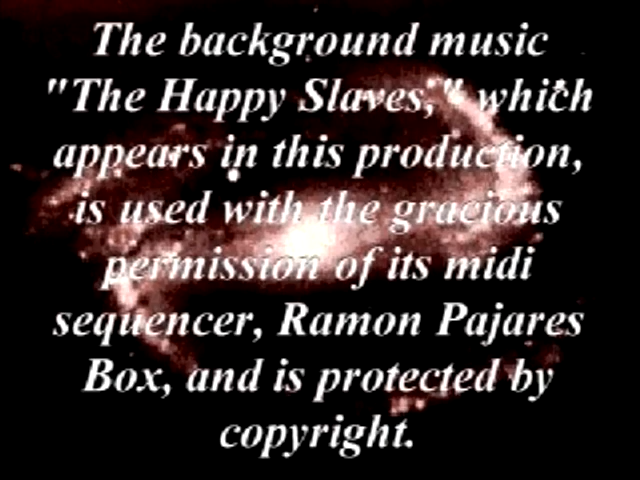 The background music
"The Happy Slaves," which
appears in this production,
is used with the gracious
permission of its midi
sequencer, Ramon Pajares
Box, and is protected by
copyright.